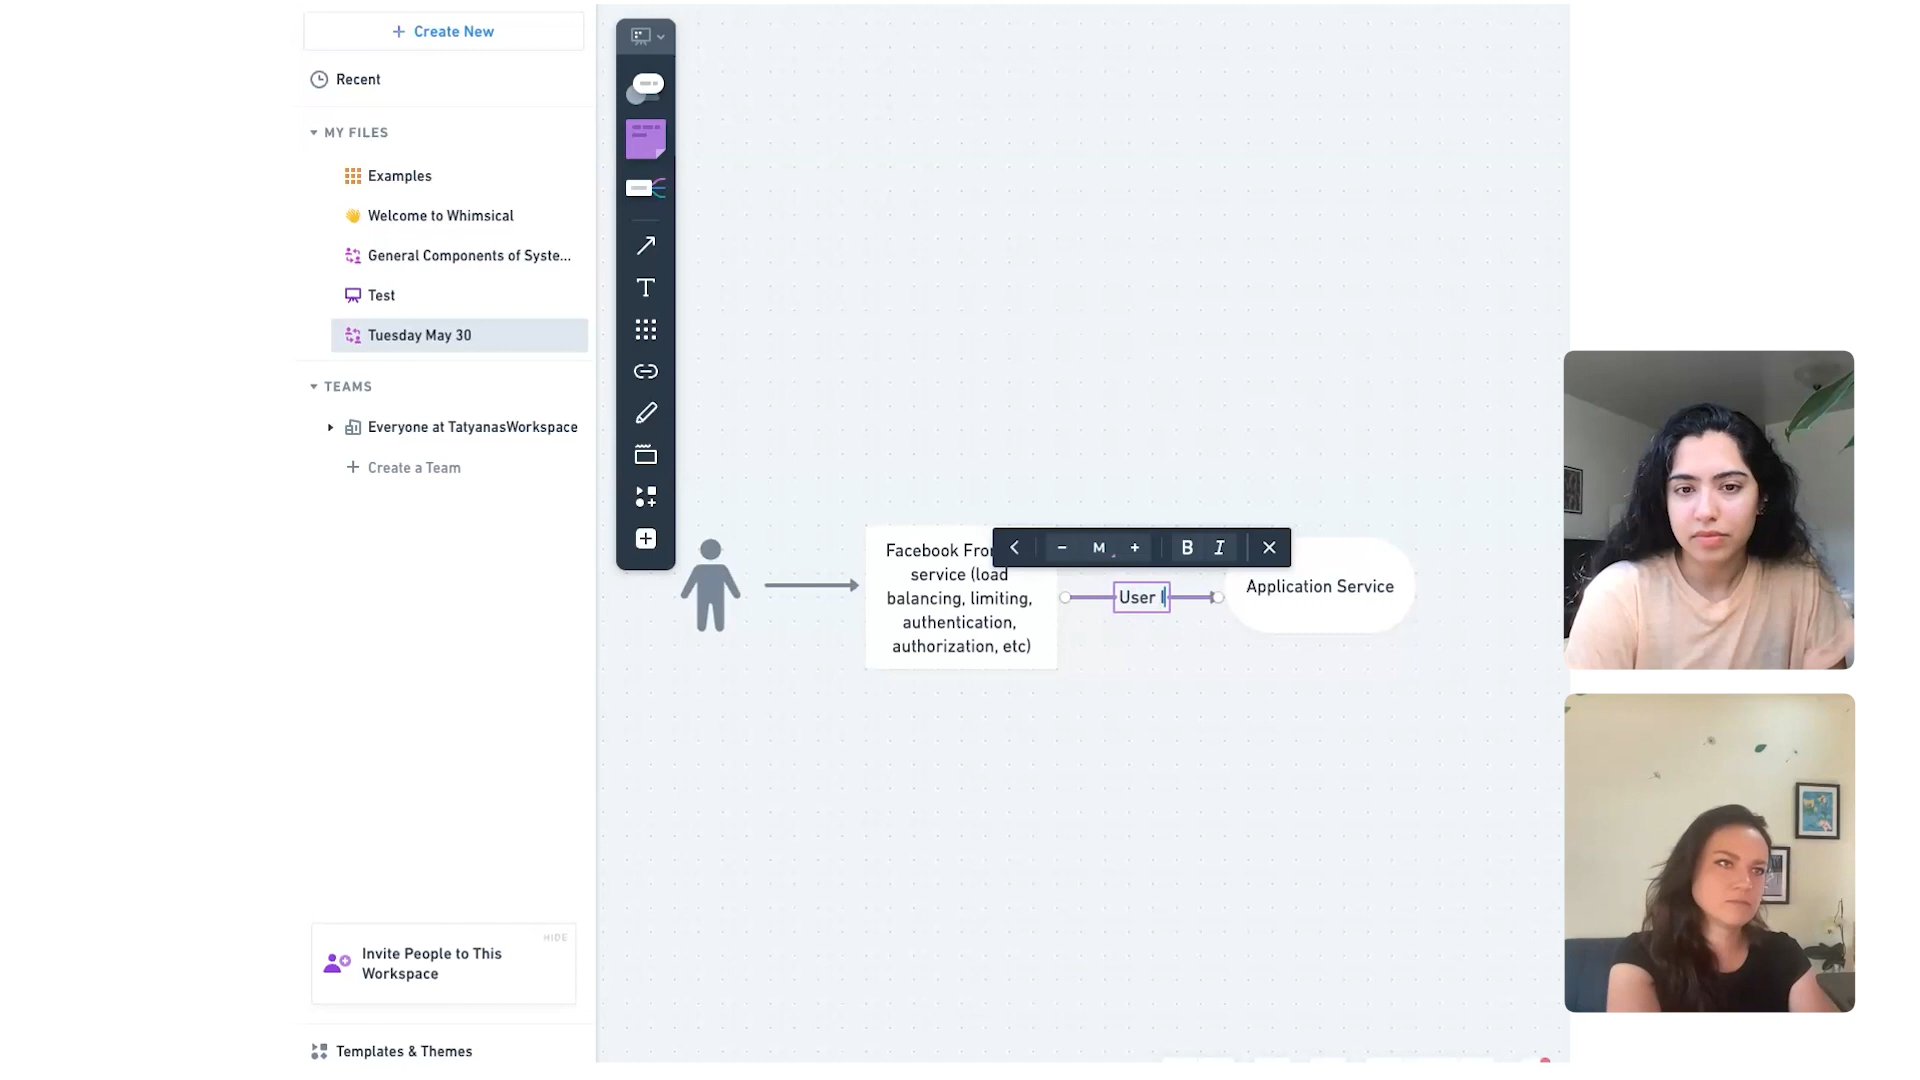 Create New
Recent
MY FILES
Examples
Welcome to Whimsical
General Components of Syste...
Test
Tuesday May 30
TEAMS
Everyone at TatyanasWorkspace
Create a Team
HIDE
Invite People to This
Workspace
Templates & Themes
T
Facebook
service (load
balancing, limiting,
authentication,
authorization, etc)
M
B I
User I
Application Service